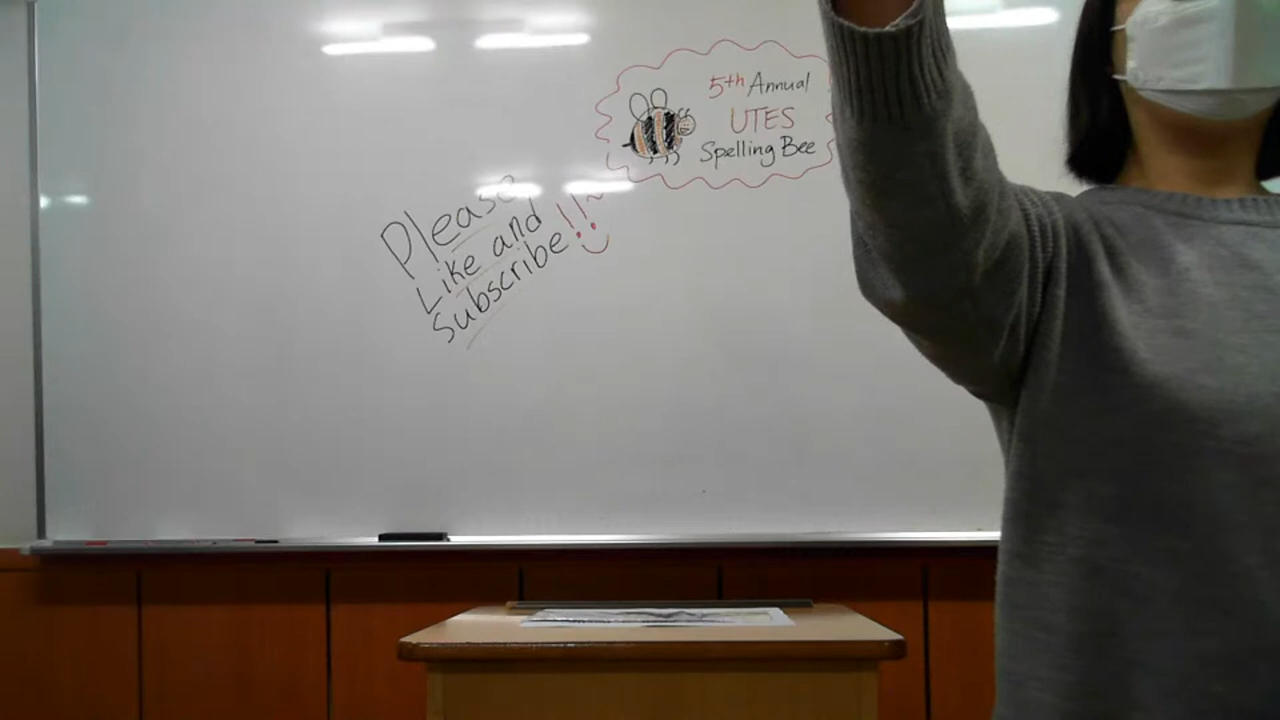 5th Annual
UTES
Spelling Bee
Please
Like and
Subscribe!!~